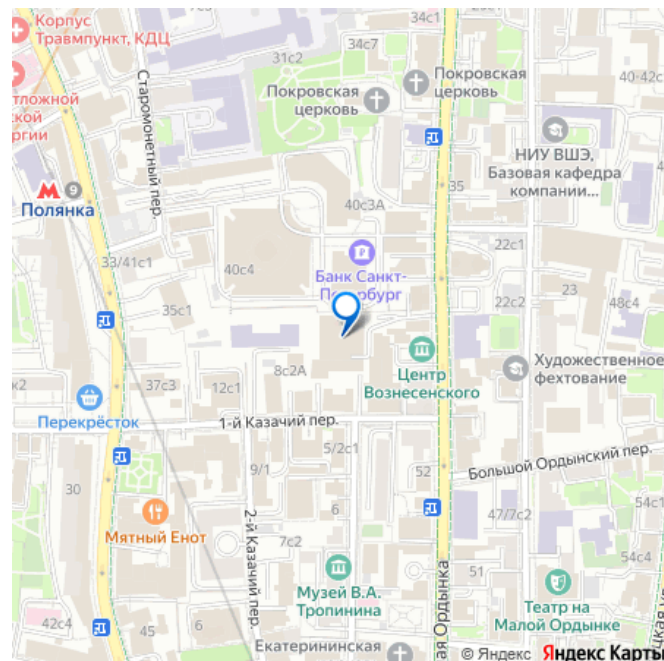 Корпус
Травмпункт, КДЦ
31с2
34с7
34с1
Покровская
церковь
Покровская
церковь
40-42с
Старомонетный пер.
НИУ ВШЭ,
Базовая кафедра
компании...
9
Полянка
35
40с3А
33/41с1
40с4
Банк Санкт-
Петербург
22с1
23
22с2
48с4
35с1
8с2А
Центр
Вознесенского
Художественное
фехтование
37с3
12с1
Перекрёсток
1-й Казачий пер.
5/2с1
Большой Ордынский пер.
9/1
52
30
6
47/7с2
Мятный Енот
2-й Казачий пер.
7с2
54с1
Музей В.А.
Тропинина
51
54с4
Театр на
Малой Ордынке
42с4
45
6
Екатерининская
ая Ордынка
© Яндекс Яндекс Карты